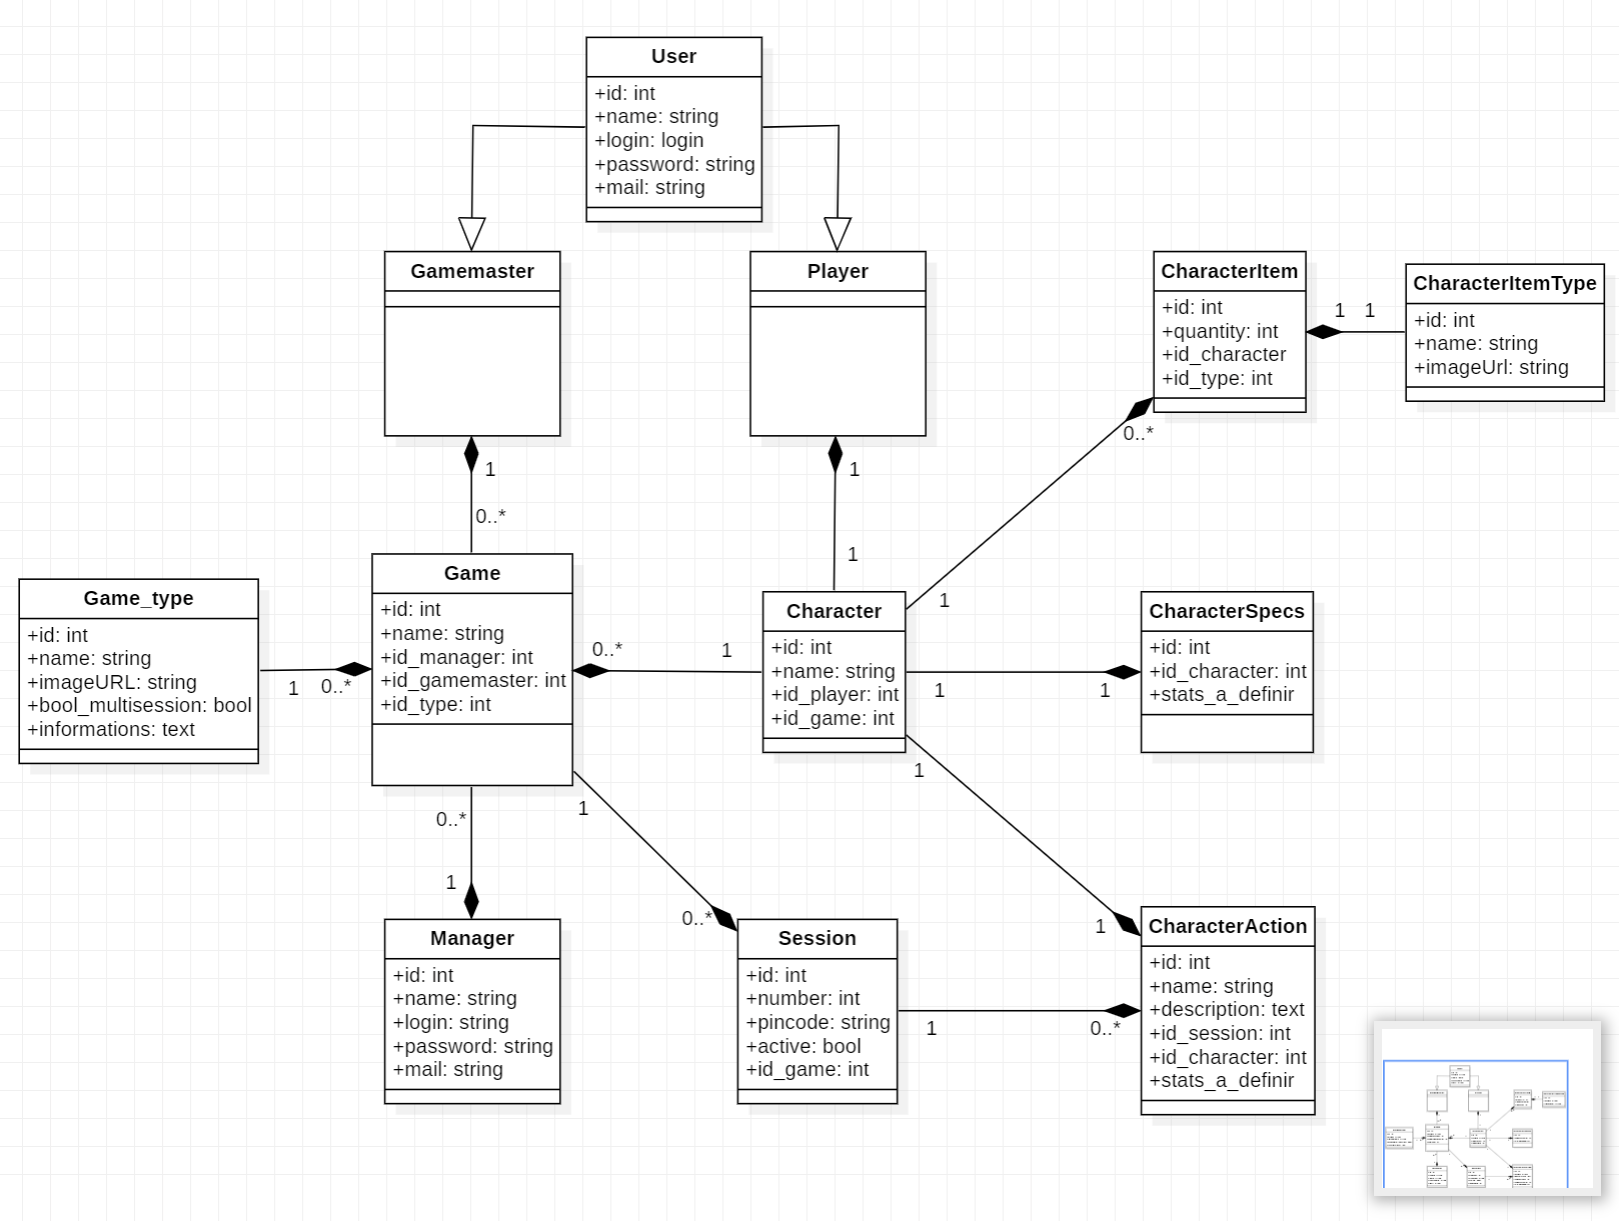 User
+id: int
+name: string
+login: login
+password: string
+mail: string
Gamemaster
Player
CharacterItem
+id: int
+quantity: int
+id_character
+id_type: int
1 1
CharacterItemType
+id: int
+name: string
+imageUrl: string
0..*
1
0..*
1
1
1
Game_type
+id: int
+name: string
+imageURL: string
+bool_multisession: bool
+informations: text
1 0..*
Game
+id: int
+name: string
+id_manager: int
+id_gamemaster: int
+id_type: int
0..* 1
Character
+id: int
+name: string
+id_player: int
+id_game: int
1
1 1
CharacterSpecs
+id: int
+id_character: int
+stats_a_definir
0..*
1
1
0..*
1
1
Manager
+id: int
+name: string
+login: string
+password: string
+mail: string
Session
+id: int
+number: int
+pincode: string
+active: bool
+id_game: int
1 0..*
CharacterAction
+id: int
+name: string
+description: text
+id_session: int
+id_character: int
+stats_a_definir